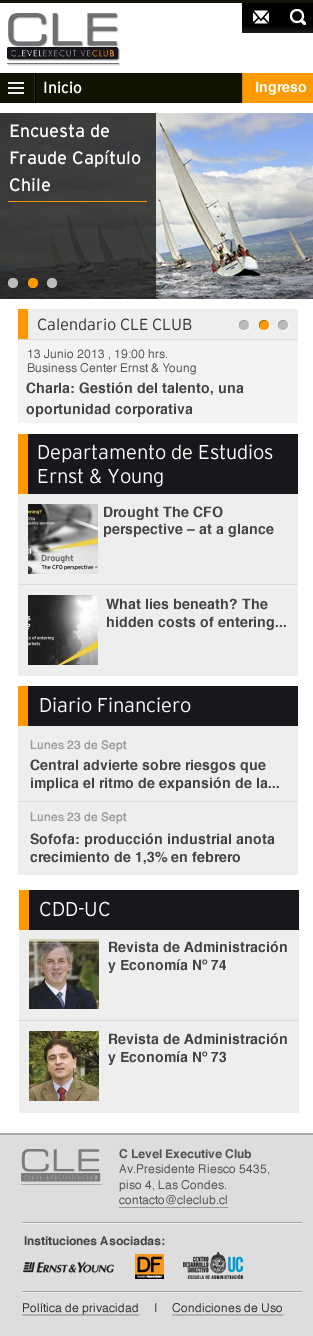 CLE
CLEVELEXECUTIVECLUB
Inicio
Ingreso
Encuesta de
Fraude Capítulo
Chile
Calendario CLE CLUB
13 Junio 2013 , 19:00 hrs.
Business Center Ernst & Young
Charla: Gestión del talento, una
oportunidad corporativa
Departamento de Estudios
Ernst & Young
Drought
The CFO perspective –
Drought The CFO
perspective – at a glance
What lies beneath? The
hidden costs of entering...
Diario Financiero
Lunes 23 de Sept
Central advierte sobre riesgos que
implica el ritmo de expansión de la...
Lunes 23 de Sept
Sofofa: producción industrial anota
crecimiento de 1,3% en febrero
CDD-UC
Revista de Administración
y Economía Nº 74
Revista de Administración
y Economía Nº 73
CLE
CLEVELEXECUTIVECLUB
C Level Executive Club
Av.Presidente Riesco 5435,
piso 4, Las Condes.
contacto@cleclub.cl
Instituciones Asociadas:
ERNST & YOUNG
DF
CENTRO
DESARROLLO
DIRECTIVO
UC
ESCUELA DE ADMINISTRACIÓN
Política de privacidad I Condiciones de Uso